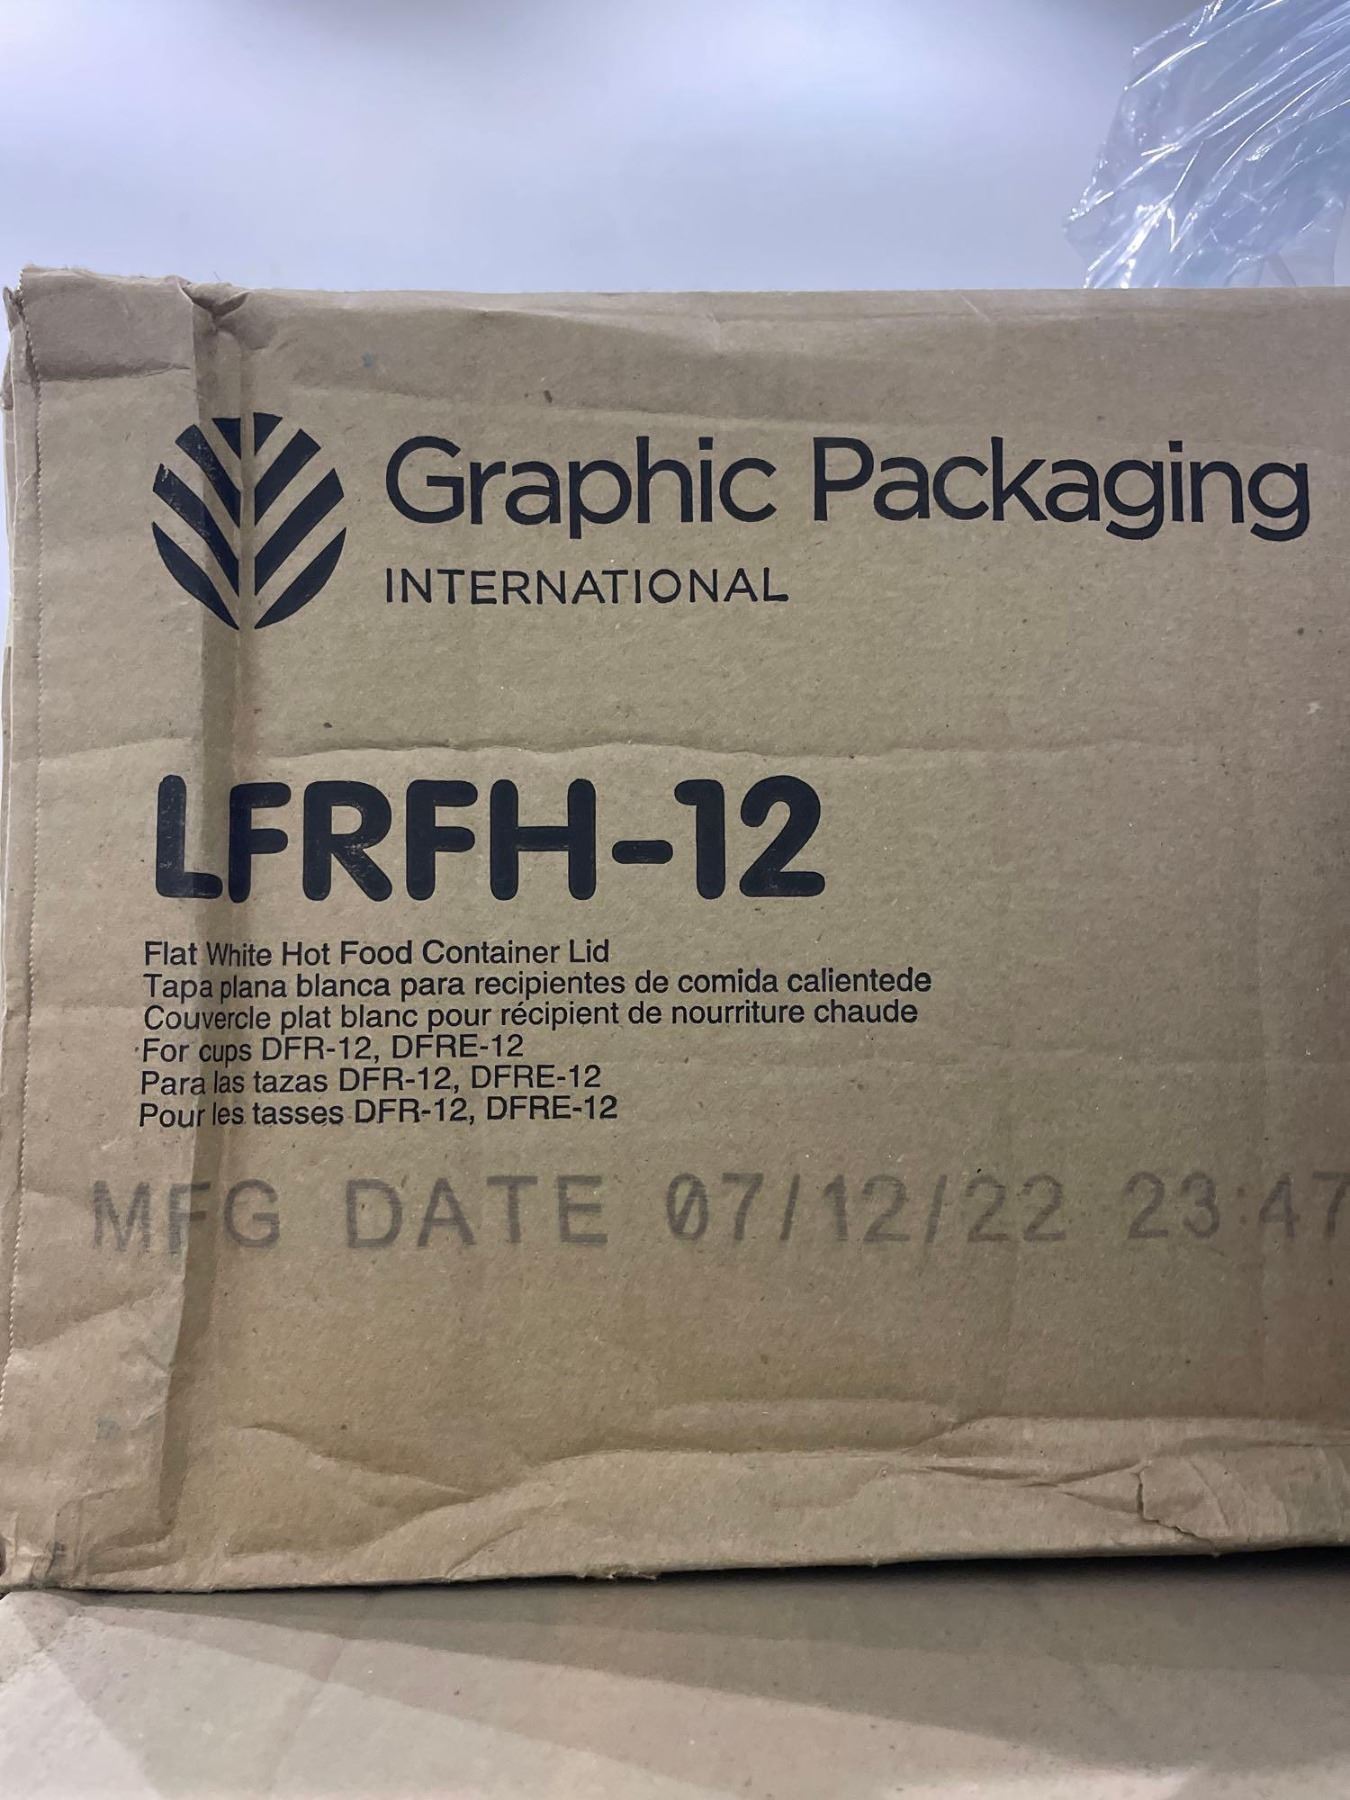 Graphic Packaging
INTERNATIONAL
LFRFH-12
Flat White Hot Food Container Lid
Tapa plana blanca para recipientes de comida calientede
Couvercle plat blanc pour récipient de nourriture chaude
For cups DFR-12, DFRE-12
Para las tazas DFR-12, DFRE-12
Pour les tasses DFR-12, DFRE-12
MFG DATE 07/12/22 23:47